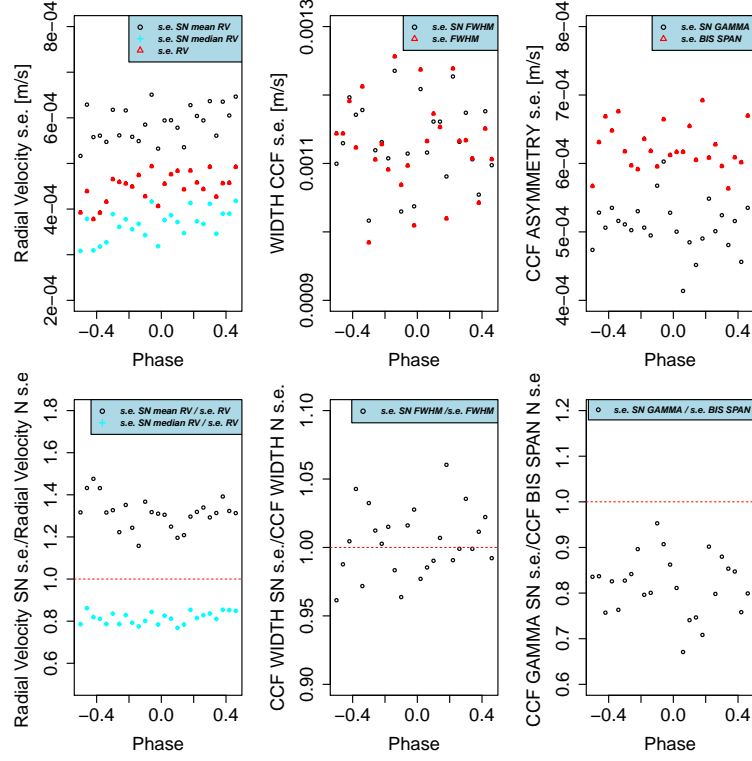 s.e. SN mean RV
s.e. SN median RV
s.e. RV
Radial Velocity s.e. [m/s]
2e−04 4e−04 6e−04 8e−04
−0.4 0.0 0.4
Phase
s.e. SN FWHM
s.e. FWHM
WIDTH CCF s.e. [m/s]
0.0009 0.0011 0.0013
−0.4 0.0 0.4
Phase
s.e. SN GAMMA
s.e. BIS SPAN
CCF ASYMMETRY s.e. [m/s]
4e−04 5e−04 6e−04 7e−04 8e−04
−0.4 0.0 0.4
Phase
s.e. SN mean RV / s.e. RV
s.e. SN median RV / s.e. RV
Radial Velocity SN s.e./Radial Velocity N s.e
0.6 0.8 1.0 1.2 1.4 1.6 1.8
−0.4 0.0 0.4
Phase
s.e. SN FWHM /s.e. FWHM
CCF WIDTH SN s.e./CCF WIDTH N s.e.
0.90 0.95 1.00 1.05 1.10
−0.4 0.0 0.4
Phase
s.e. SN GAMMA / s.e. BIS SPAN
CCF GAMMA SN s.e./CCF BIS SPAN N s.e
0.6 0.7 0.8 0.9 1.0 1.1 1.2
−0.4 0.0 0.4
Phase